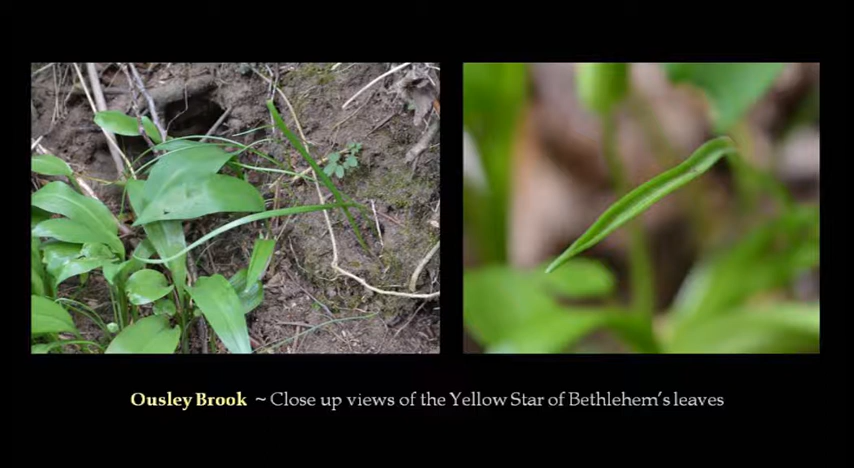 Ousley Brook ~ Close up views of the Yellow Star of Bethlehem's leaves